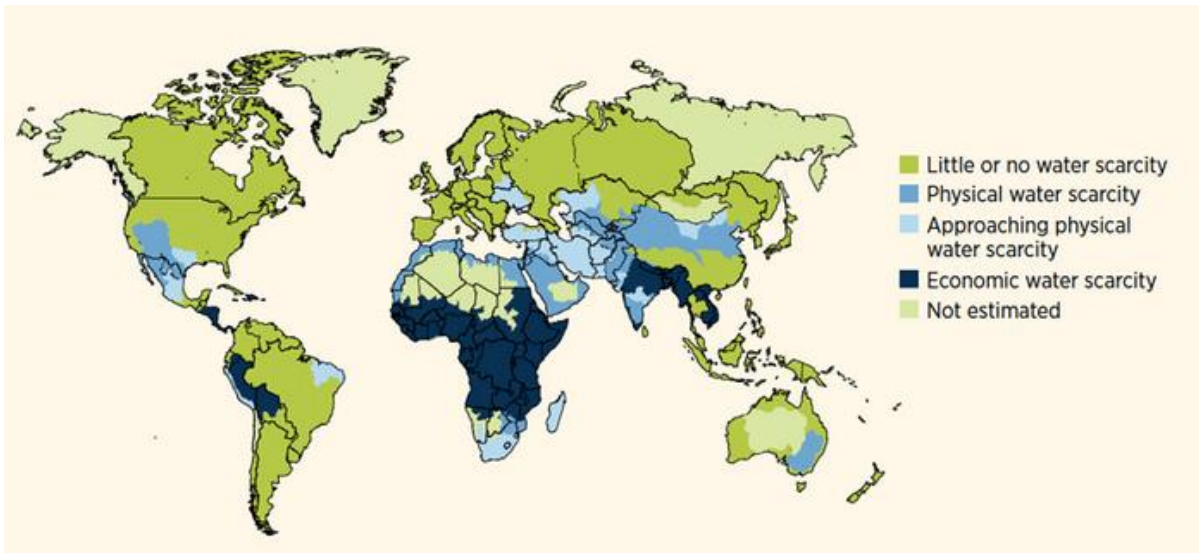 Little or no water scarcity
Physical water scarcity
Approaching physical
water scarcity
Economic water scarcity
Not estimated